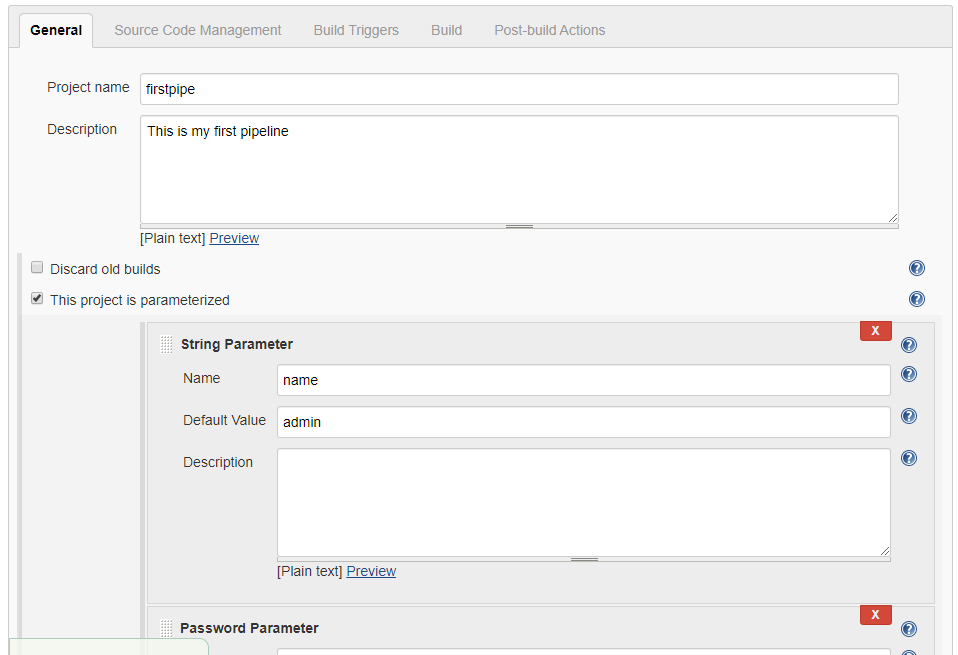 General Source Code Management Build Triggers Build Post-build Actions
Project name firstpipe
Description This is my first pipeline
[Plain text] Preview
Discard old builds
This project is parameterized
X
String Parameter
Name name
Default Value admin
Description
[Plain text] Preview
X
Password Parameter